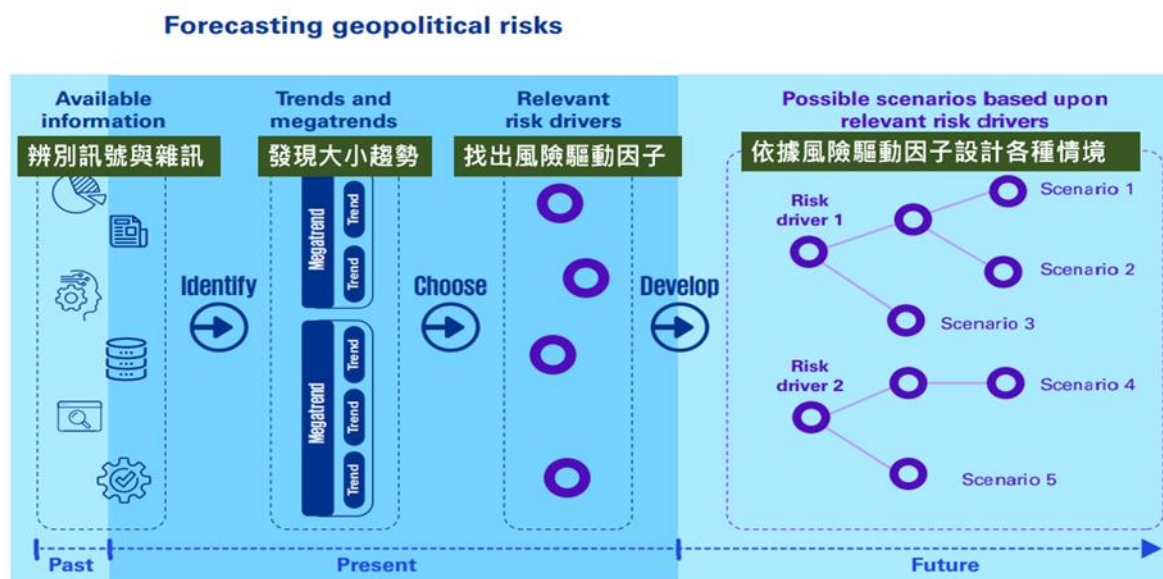 Forecasting geopolitical risks
Available
information
辨別訊號與雜訊
Trends and
megatrends
發現大小趨勢
Relevant
risk drivers
找出風險驅動因子
Possible scenarios based upon
relevant risk drivers
依據風險驅動因子設計各種情境
Identify
Megatrend
Trend
Trend
Megatrend
Trend
Trend
Trend
Choose
Develop
Risk
driver 1
Scenario 1
Scenario 2
Scenario 3
Risk
driver 2
Scenario 4
Scenario 5
Past
Present
Future